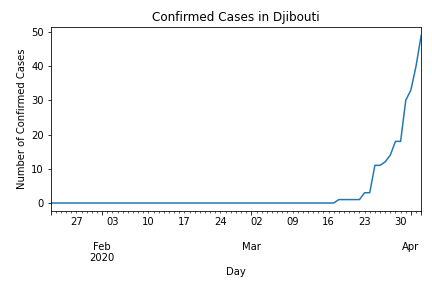 Confirmed Cases in Djibouti
50
40
30
20
10
0
Number of Confirmed Cases
27 03 10 17 24 02 09 16 23 30
Feb Mar Apr
2020
Day